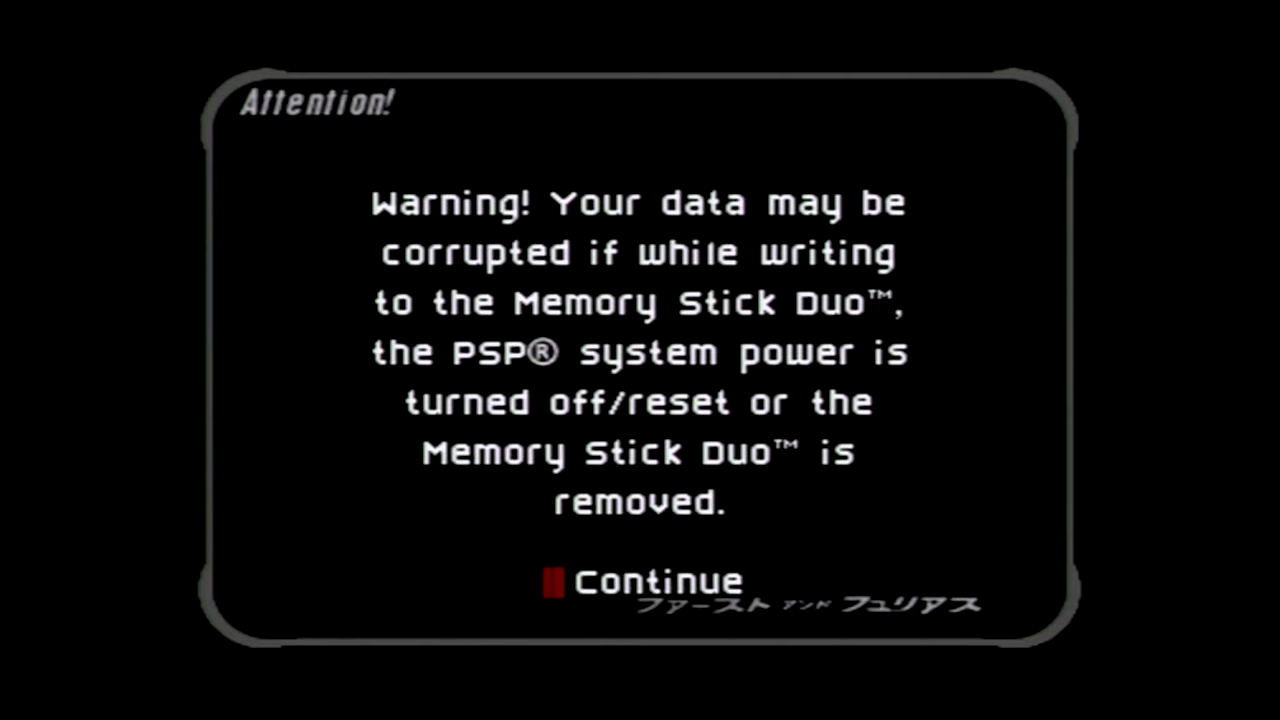 Attention!
Warning! Your data may be
corrupted if while writing
to the Memory Stick Duo™,
the PSP® system power is
turned off/reset or the
Memory Stick Duo™ is
removed.
Continue
ファースト アンド フュリアス